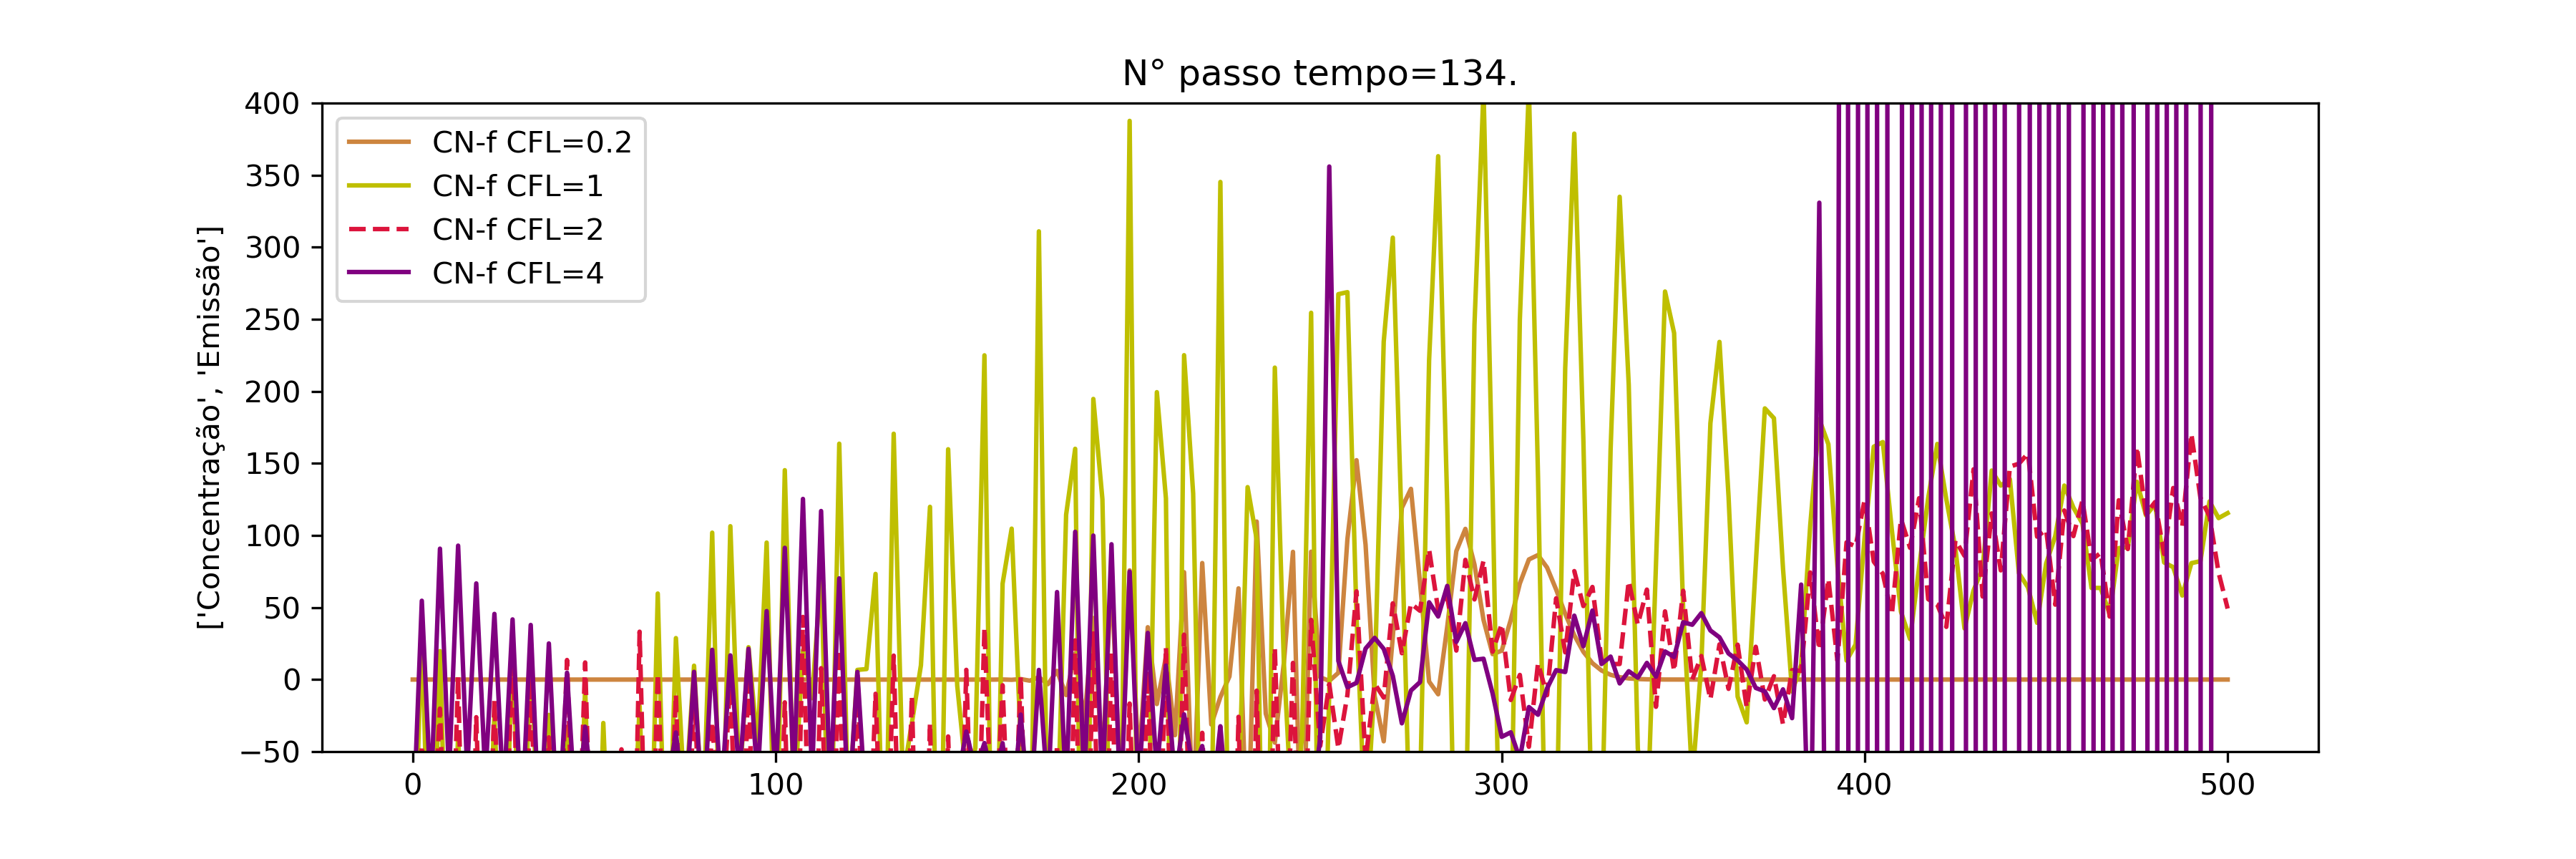 N° passo tempo=134.
['Concentração', 'Emissão']
400
350
300
250
200
150
100
50
0
−50
CN-f CFL=0.2
CN-f CFL=1
CN-f CFL=2
CN-f CFL=4
0 100 200 300 400 500